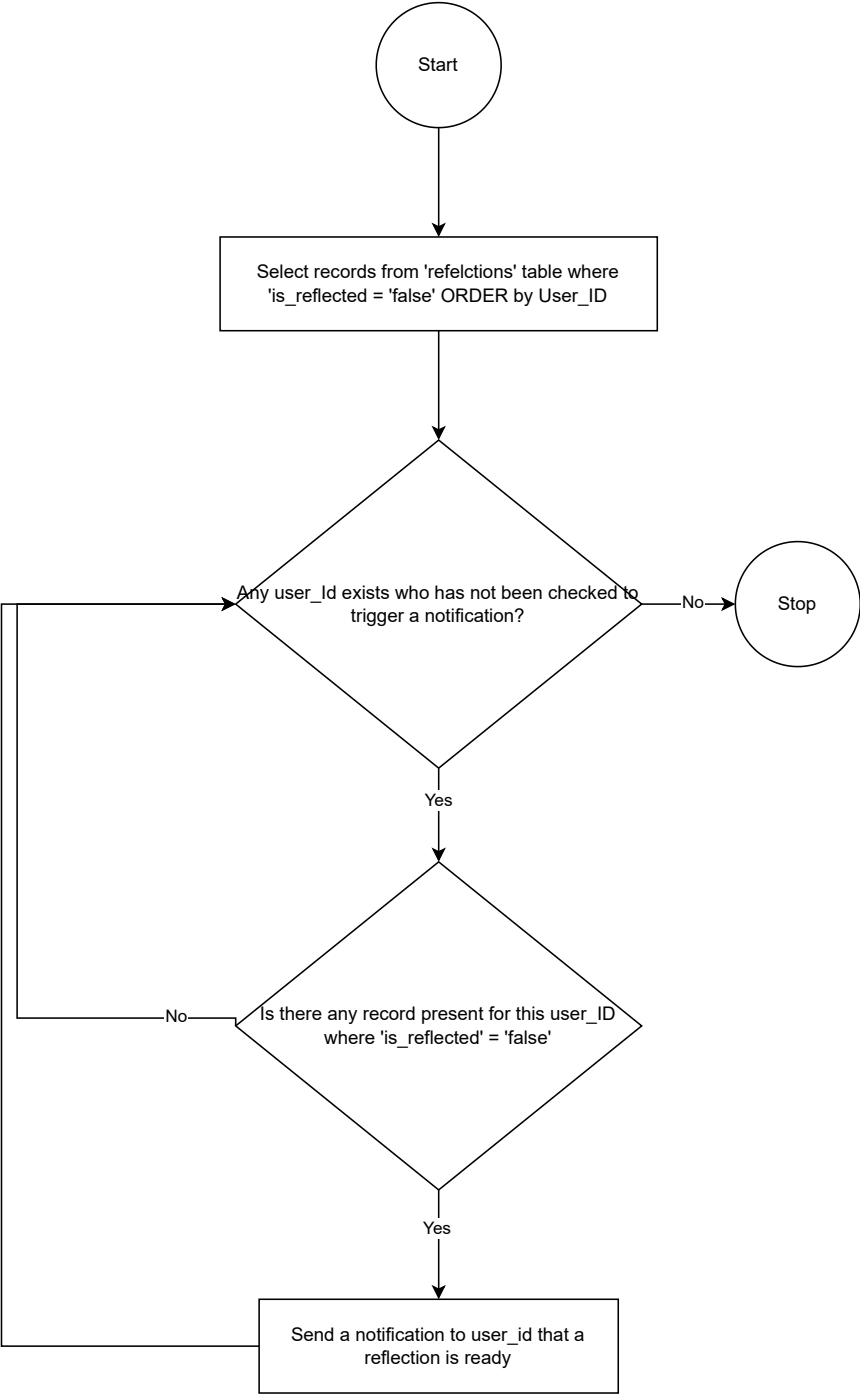 Start
Select records from 'refelctions' table where
'is_reflected = 'false' ORDER by User_ID
Any user_Id exists who has not been checked to
trigger a notification?
No
Stop
Yes
Is there any record present for this user_ID
where 'is_reflected' = 'false'
No
Yes
Send a notification to user_id that a
reflection is ready